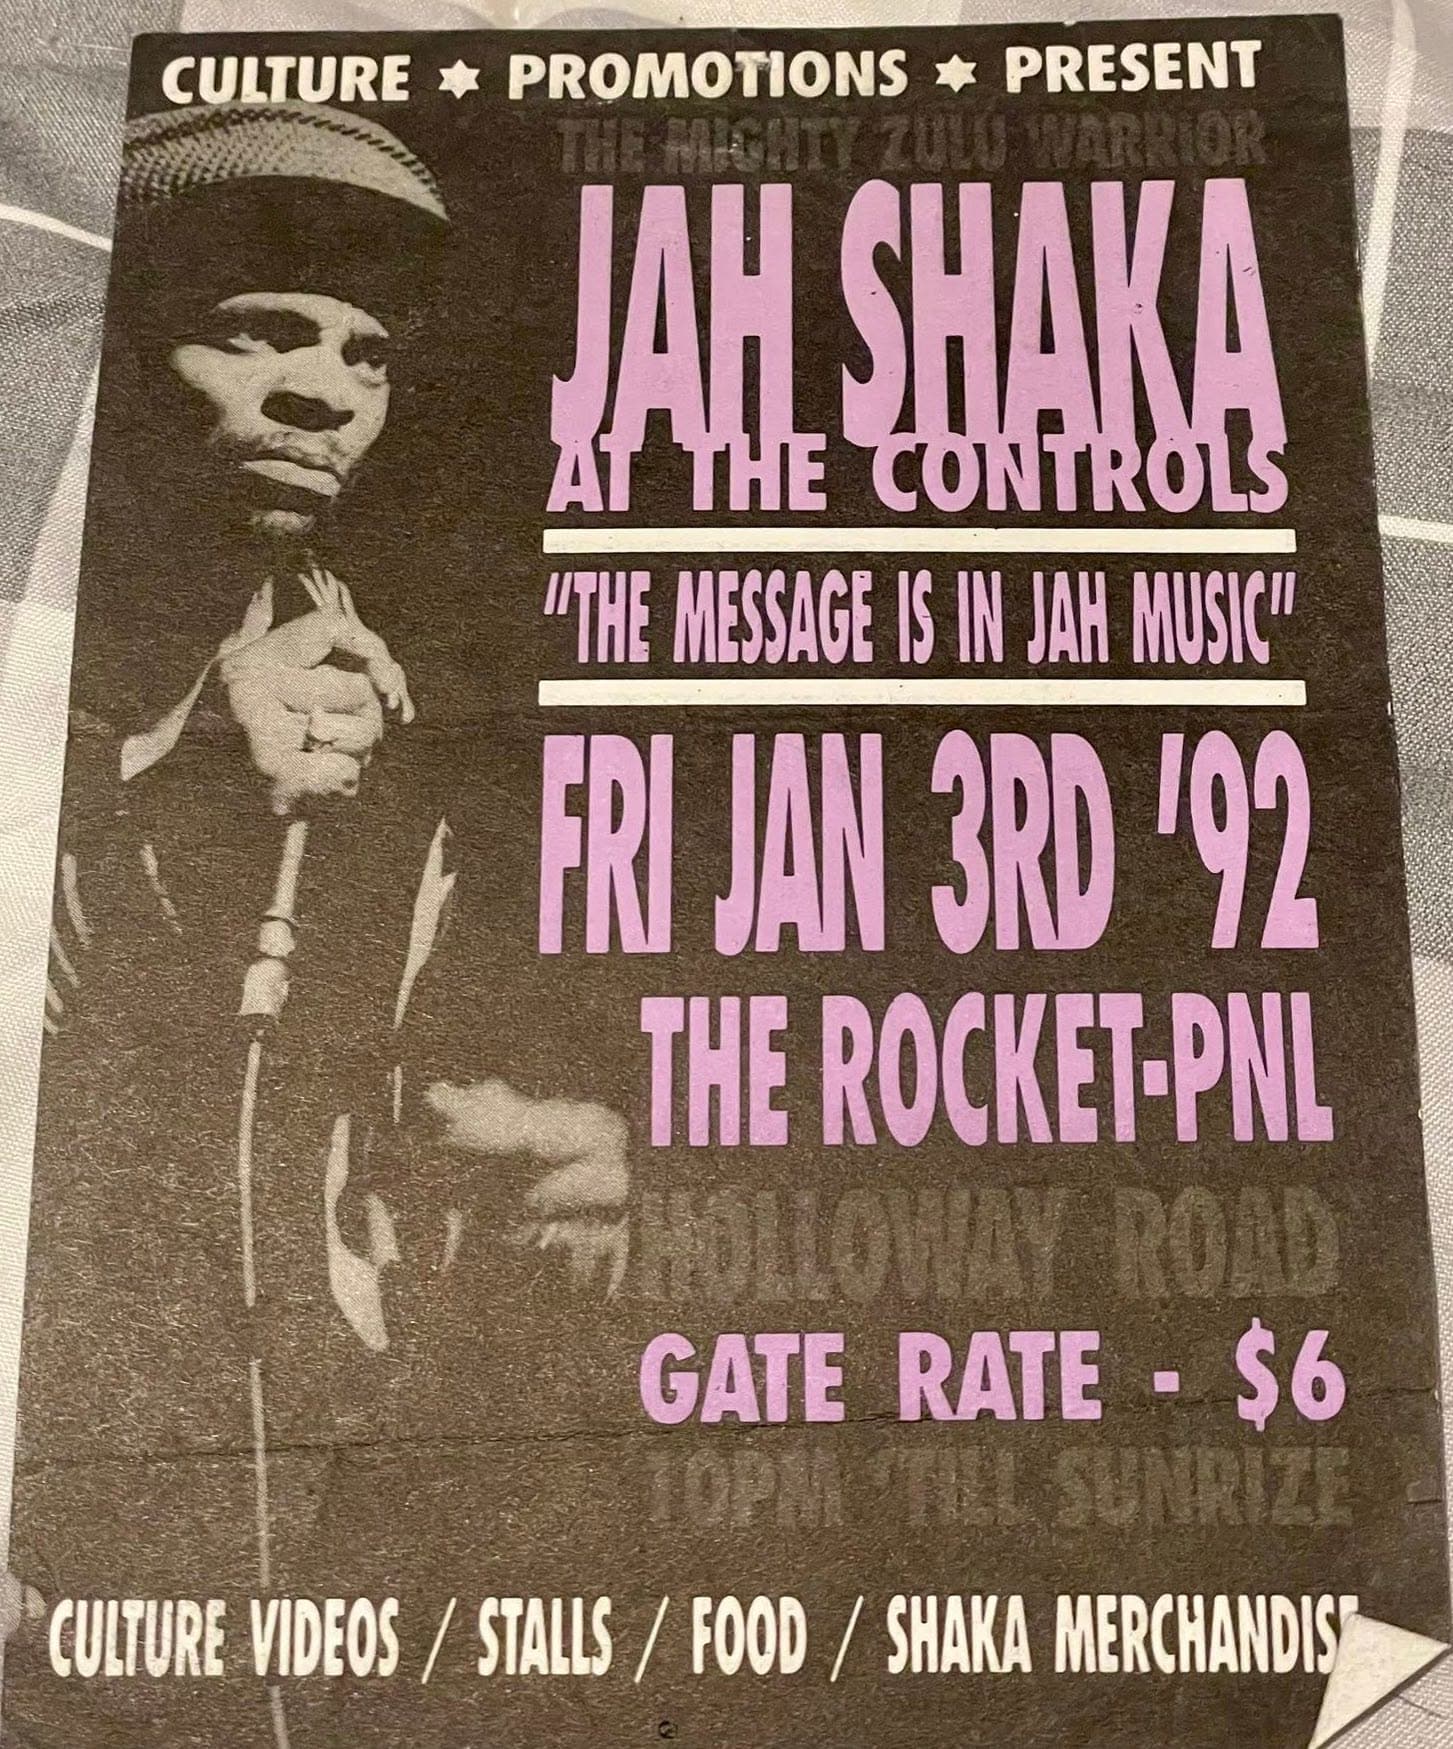 CULTURE ✶ PROMOTIONS ✶ PRESENT
THE MIGHTY ZULU WARRIOR
JAH SHAKA
AT THE CONTROLS
"THE MESSAGE IS IN JAH MUSIC"
FRI JAN 3RD '92
THE ROCKET-PNL
HOLLOWAY ROAD
GATE RATE - $6
10PM 'TILL SUNRIZE
CULTURE VIDEOS / STALLS / FOOD / SHAKA MERCHANDISE